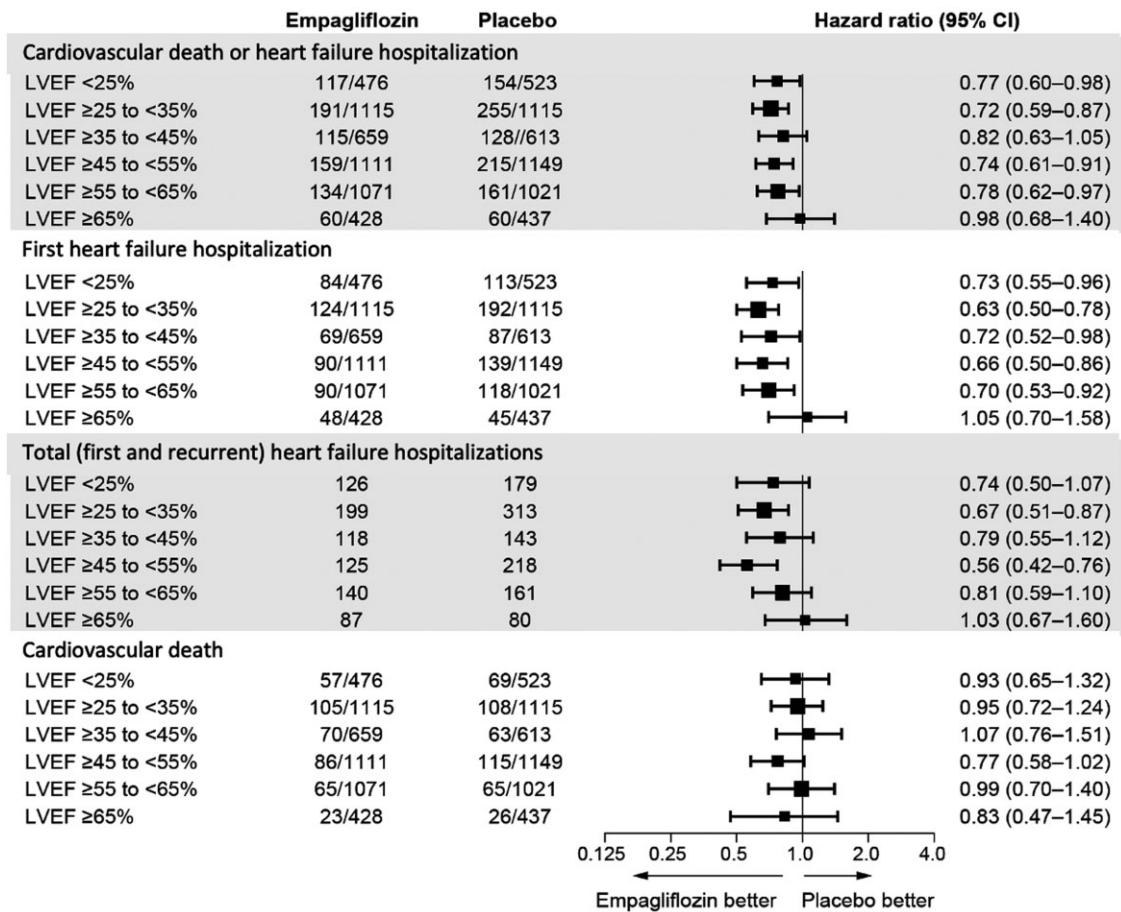 Empagliflozin Placebo Hazard ratio (95% CI)
Cardiovascular death or heart failure hospitalization
LVEF <25% 117/476 154/523 0.77 (0.60–0.98)
LVEF ≥25 to <35% 191/1115 255/1115 0.72 (0.59–0.87)
LVEF ≥35 to <45% 115/659 128//613 0.82 (0.63–1.05)
LVEF ≥45 to <55% 159/1111 215/1149 0.74 (0.61–0.91)
LVEF ≥55 to <65% 134/1071 161/1021 0.78 (0.62–0.97)
LVEF ≥65% 60/428 60/437 0.98 (0.68–1.40)
First heart failure hospitalization
LVEF <25% 84/476 113/523 0.73 (0.55–0.96)
LVEF ≥25 to <35% 124/1115 192/1115 0.63 (0.50–0.78)
LVEF ≥35 to <45% 69/659 87/613 0.72 (0.52–0.98)
LVEF ≥45 to <55% 90/1111 139/1149 0.66 (0.50–0.86)
LVEF ≥55 to <65% 90/1071 118/1021 0.70 (0.53–0.92)
LVEF ≥65% 48/428 45/437 1.05 (0.70–1.58)
Total (first and recurrent) heart failure hospitalizations
LVEF <25% 126 179 0.74 (0.50–1.07)
LVEF ≥25 to <35% 199 313 0.67 (0.51–0.87)
LVEF ≥35 to <45% 118 143 0.79 (0.55–1.12)
LVEF ≥45 to <55% 125 218 0.56 (0.42–0.76)
LVEF ≥55 to <65% 140 161 0.81 (0.59–1.10)
LVEF ≥65% 87 80 1.03 (0.67–1.60)
Cardiovascular death
LVEF <25% 57/476 69/523 0.93 (0.65–1.32)
LVEF ≥25 to <35% 105/1115 108/1115 0.95 (0.72–1.24)
LVEF ≥35 to <45% 70/659 63/613 1.07 (0.76–1.51)
LVEF ≥45 to <55% 86/1111 115/1149 0.77 (0.58–1.02)
LVEF ≥55 to <65% 65/1071 65/1021 0.99 (0.70–1.40)
LVEF ≥65% 23/428 26/437 0.83 (0.47–1.45)
0.125 0.25 0.5 1.0 2.0 4.0
Empagliflozin better Placebo better